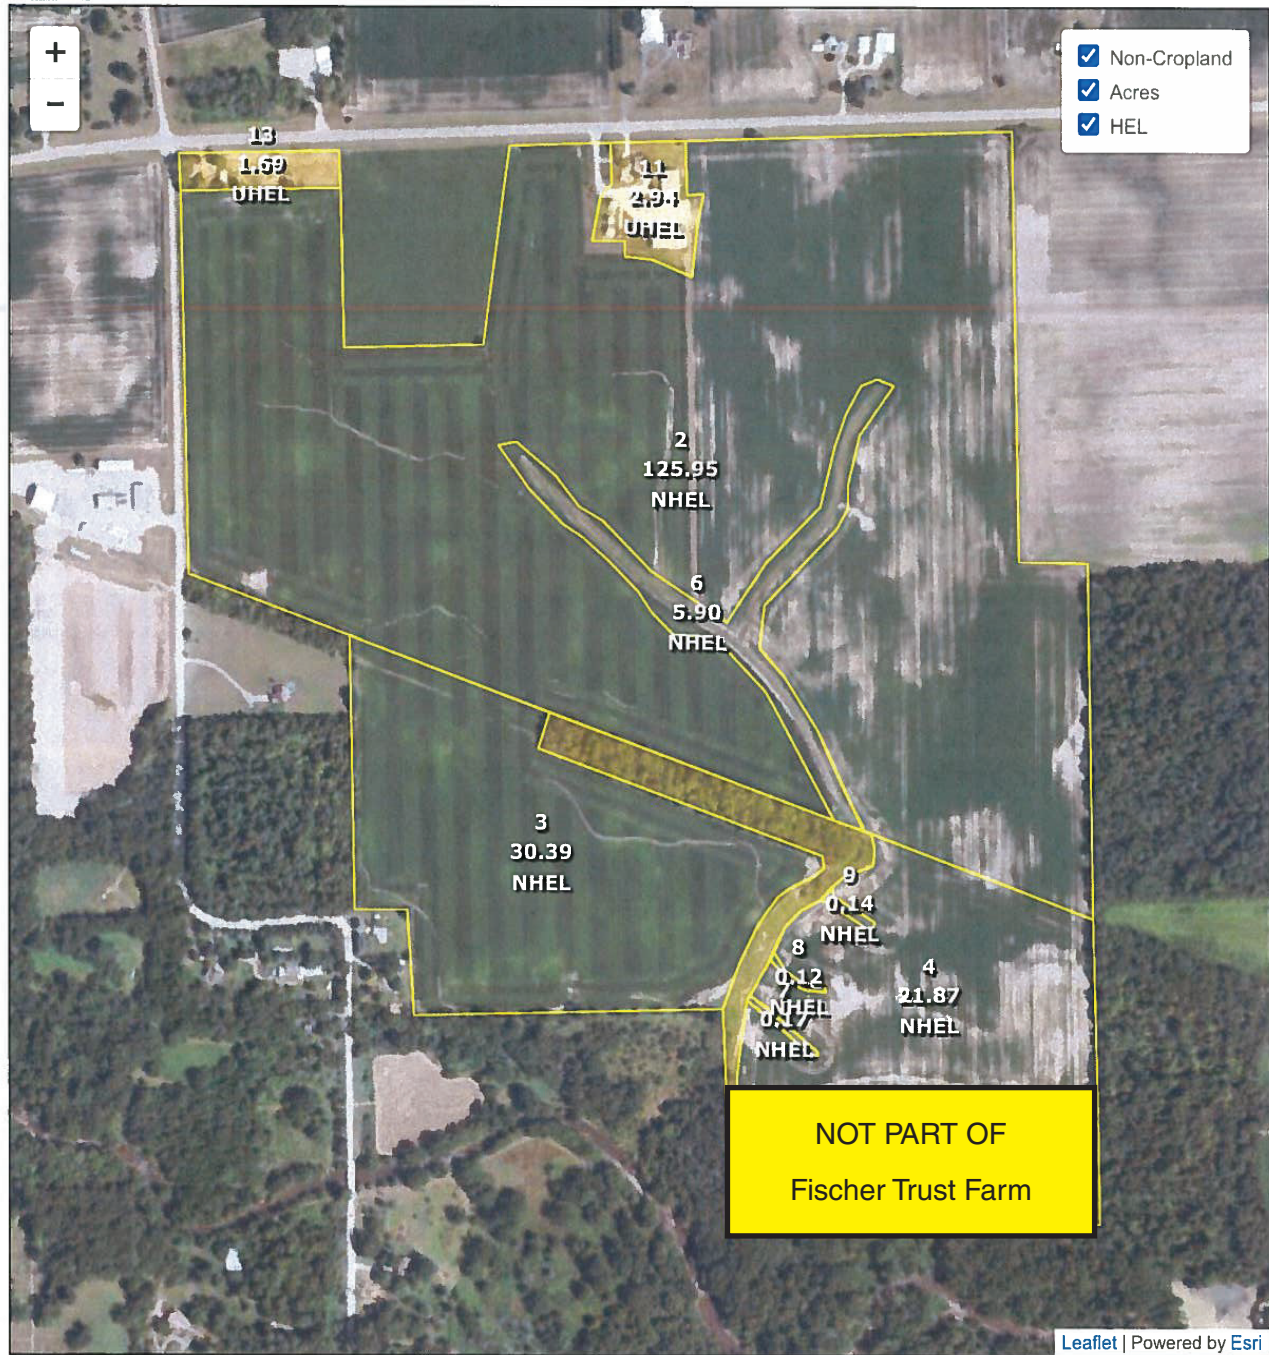 +
−
Non-Cropland
Acres
HEL
13
1.69
UHEL
11
2.94
UHEL
2
125.95
NHEL
6
5.90
NHEL
3
30.39
NHEL
9
0.14
NHEL
8
0.12
NHEL
7
0.17
NHEL
4
21.87
NHEL
NOT PART OF
Fischer Trust Farm
Leaflet | Powered by Esri